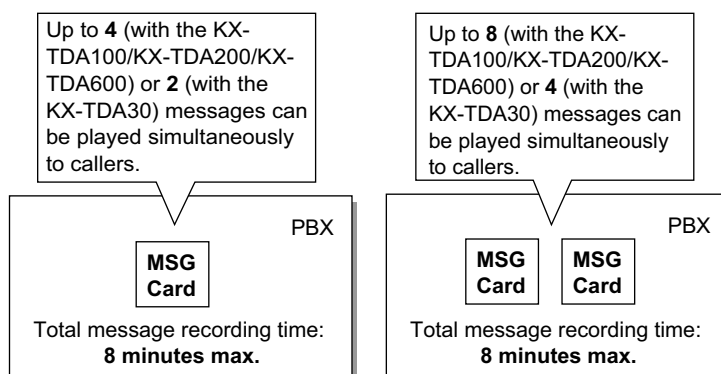 Up to 4 (with the KX-
TDA100/KX-TDA200/KX-
TDA600) or 2 (with the
KX-TDA30) messages can
be played simultaneously
to callers.
PBX
MSG
Card
Total message recording time:
8 minutes max.
Up to 8 (with the KX-
TDA100/KX-TDA200/KX-
TDA600) or 4 (with the
KX-TDA30) messages can
be played simultaneously
to callers.
PBX
MSG
Card
MSG
Card
Total message recording time:
8 minutes max.